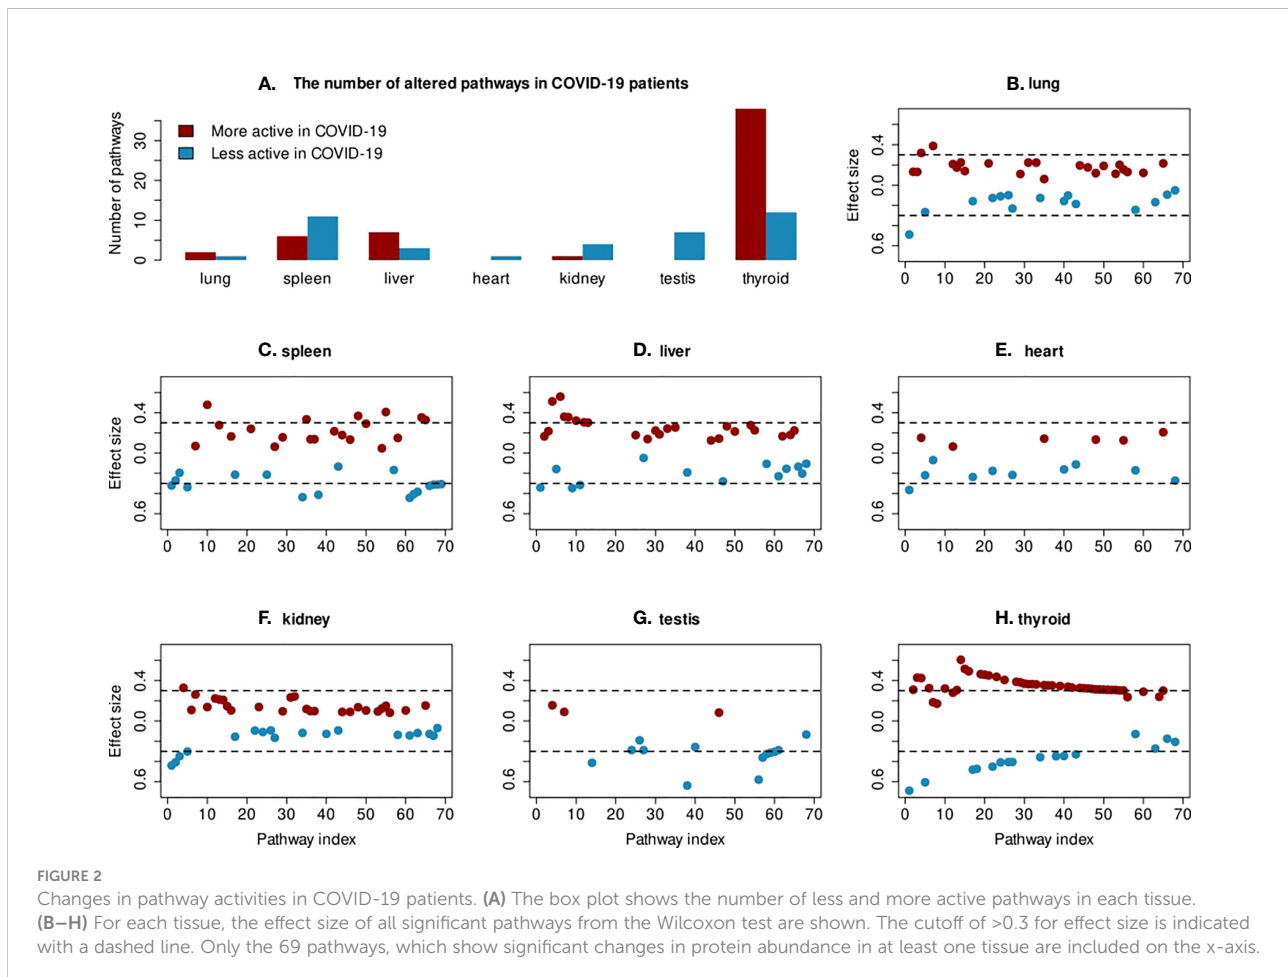 A. The number of altered pathways in COVID-19 patients
Number of pathways
0 10 20 30
More active in COVID-19
Less active in COVID-19
lung spleen liver heart kidney testis thyroid
B. lung
Effect size
0.4 0.0 0.6
0 10 20 30 40 50 60 70
C. spleen
Effect size
0.4 0.0 0.6
0 10 20 30 40 50 60 70
D. liver
0.4 0.0 0.6
0 10 20 30 40 50 60 70
E. heart
0.4 0.0 0.6
0 10 20 30 40 50 60 70
F. kidney
Effect size
0.4 0.0 0.6
0 10 20 30 40 50 60 70
Pathway index
G. testis
0.4 0.0 0.6
0 10 20 30 40 50 60 70
Pathway index
H. thyroid
0.4 0.0 0.6
0 10 20 30 40 50 60 70
Pathway index
FIGURE 2
Changes in pathway activities in COVID-19 patients. (A) The box plot shows the number of less and more active pathways in each tissue.
(B–H) For each tissue, the effect size of all significant pathways from the Wilcoxon test are shown. The cutoff of >0.3 for effect size is indicated
with a dashed line. Only the 69 pathways, which show significant changes in protein abundance in at least one tissue are included on the x-axis.